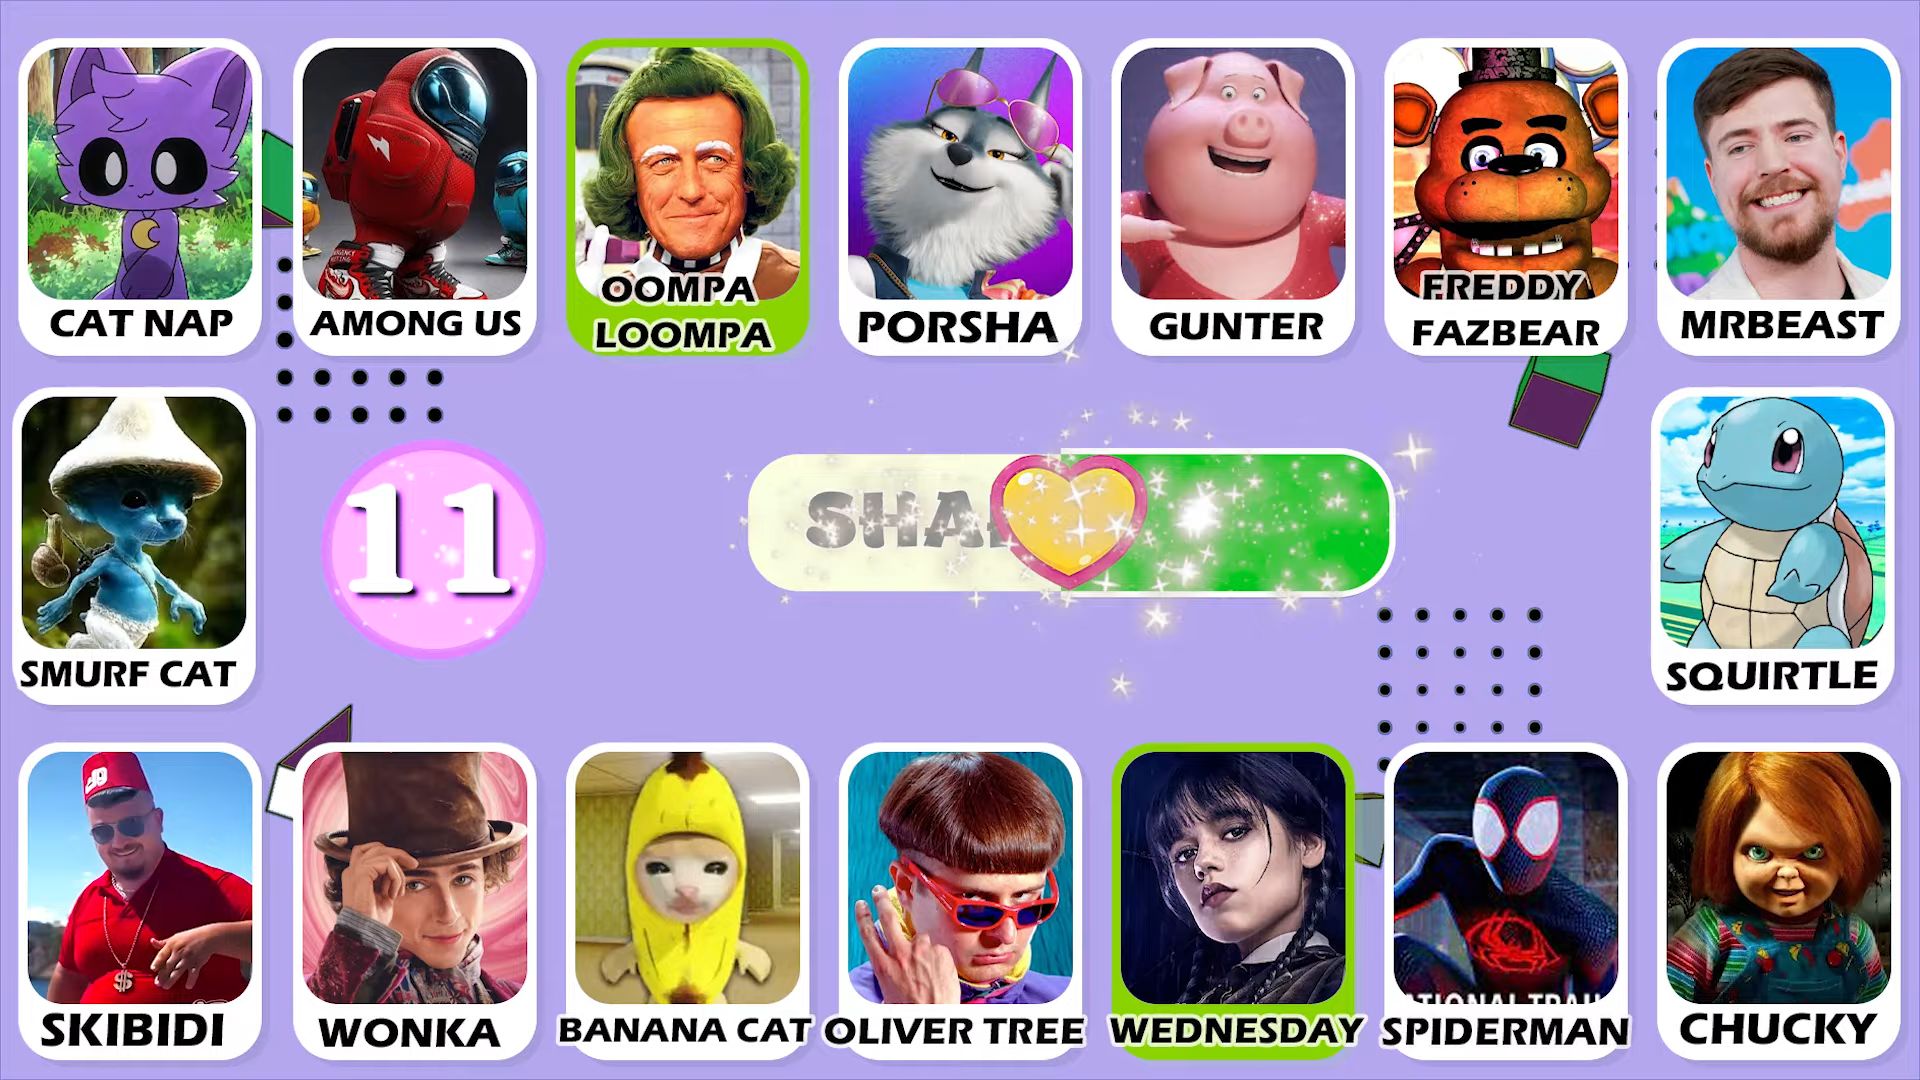 CAT NAP
AMONG US
OOMPA
LOOMPA
PORSHA
GUNTER
FREDDY
FAZBEAR
MRBEAST
SMURF CAT
11
SHA
SQUIRTLE
SKIBIDI
WONKA
BANANA CAT
OLIVER TREE
WEDNESDAY
SPIDERMAN
CHUCKY